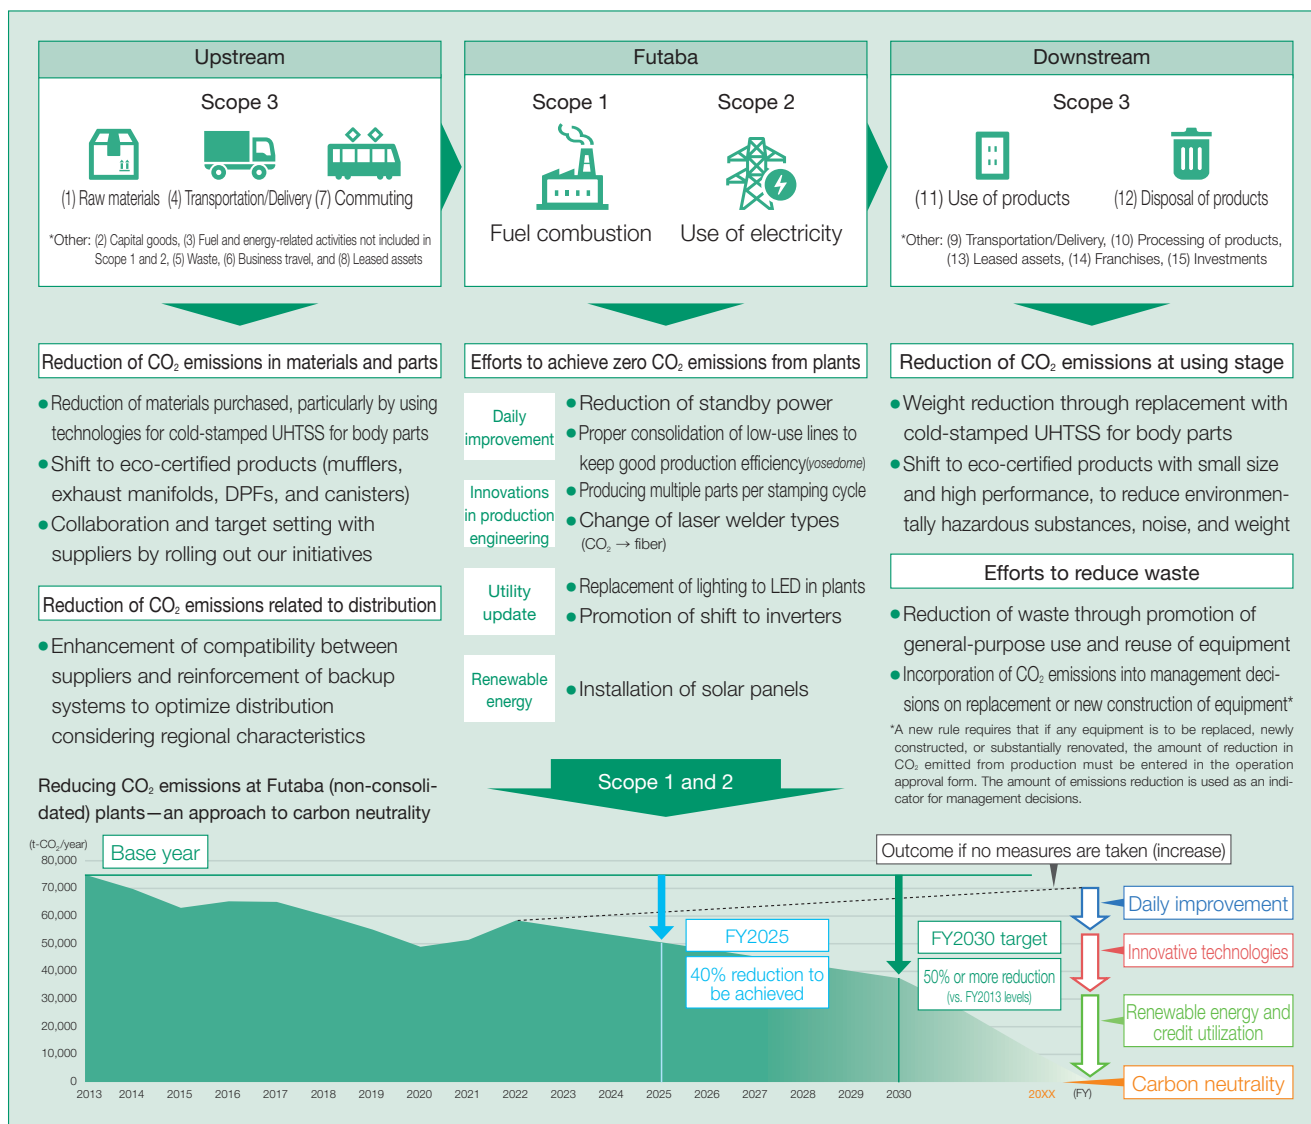 Upstream
Scope 3
(1) Raw materials
(4) Transportation/Delivery
(7) Commuting
*Other: (2) Capital goods, (3) Fuel and energy-related activities not included in
Scope 1 and 2, (5) Waste, (6) Business travel, and (8) Leased assets
Futaba
Scope 1
Scope 2
Fuel combustion
Use of electricity
Downstream
Scope 3
(11) Use of products
(12) Disposal of products
*Other: (9) Transportation/Delivery, (10) Processing of products,
(13) Leased assets, (14) Franchises, (15) Investments
Reduction of CO₂ emissions in materials and parts
●Reduction of materials purchased, particularly by using
technologies for cold-stamped UHTSS for body parts
●Shift to eco-certified products (mufflers,
exhaust manifolds, DPFs, and canisters)
●Collaboration and target setting with
suppliers by rolling out our initiatives
Reduction of CO₂ emissions related to distribution
●Enhancement of compatibility between
suppliers and reinforcement of backup
systems to optimize distribution
considering regional characteristics
Efforts to achieve zero CO₂ emissions from plants
Daily
improvement
●Reduction of standby power
●Proper consolidation of low-use lines to
keep good production efficiency(yosedome)
Innovations
in production
engineering
●Producing multiple parts per stamping cycle
●Change of laser welder types
(CO₂ → fiber)
Utility
update
●Replacement of lighting to LED in plants
●Promotion of shift to inverters
Renewable
energy
●Installation of solar panels
Reduction of CO₂ emissions at using stage
●Weight reduction through replacement with
cold-stamped UHTSS for body parts
●Shift to eco-certified products with small size
and high performance, to reduce environmen-
tally hazardous substances, noise, and weight
Efforts to reduce waste
●Reduction of waste through promotion of
general-purpose use and reuse of equipment
●Incorporation of CO₂ emissions into management deci-
sions on replacement or new construction of equipment*
*A new rule requires that if any equipment is to be replaced, newly
constructed, or substantially renovated, the amount of reduction in
CO₂ emitted from production must be entered in the operation
approval form. The amount of emissions reduction is used as an indi-
cator for management decisions.
Scope 1 and 2
Reducing CO₂ emissions at Futaba (non-consoli-
dated) plants—an approach to carbon neutrality
(t-CO₂/year)
80,000
70,000
60,000
50,000
40,000
30,000
20,000
10,000
0
Base year
Outcome if no measures are taken (increase)
FY2025
40% reduction to
be achieved
FY2030 target
50% or more reduction
(vs. FY2013 levels)
Daily improvement
Innovative technologies
Renewable energy and
credit utilization
Carbon neutrality
2013 2014 2015 2016 2017 2018 2019 2020 2021 2022 2023 2024 2025 2026 2027 2028 2029 2030 20XX (FY)